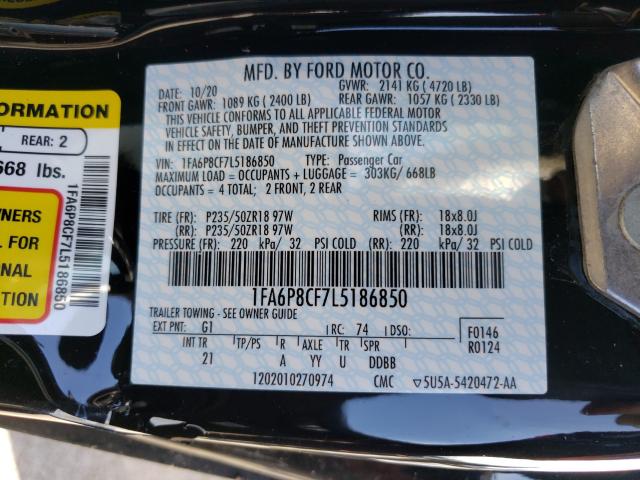 MFD. BY FORD MOTOR CO.
DATE: 10/20 GVWR: 2141 KG ( 4720 LB)
FRONT GAWR: 1089 KG ( 2400 LB) REAR GAWR: 1057 KG ( 2330 LB)
THIS VEHICLE CONFORMS TO ALL APPLICABLE FEDERAL MOTOR
VEHICLE SAFETY, BUMPER, AND THEFT PREVENTION STANDARDS
IN EFFECT ON THE DATE OF MANUFACTURE SHOWN ABOVE.
VIN: 1FA6P8CF7L5186850 TYPE: Passenger Car
MAXIMUM LOAD = OCCUPANTS + LUGGAGE = 303KG/ 668LB
OCCUPANTS = 4 TOTAL; 2 FRONT, 2 REAR
TIRE (FR): P235/50ZR18 97W RIMS (FR): 18x8.0J
(RR): P235/50ZR18 97W (RR): 18x8.0J
PRESSURE (FR): 220 kPa/ 32 PSI COLD (RR): 220 kPa/ 32 PSI COLD
1FA6P8CF7L5186850
TRAILER TOWING - SEE OWNER GUIDE
EXT PNT: G1 RC: 74 DSO: F0146
R0124
INT TR TP/PS R AXLE TR SPR
21 A YY U DDBB
1202010270974 CMC 5U5A-5420472-AA
ORMATION
REAR: 2
668 lbs.
WNERS
L FOR
ONAL
ION
1FA6P8CF7L5186850